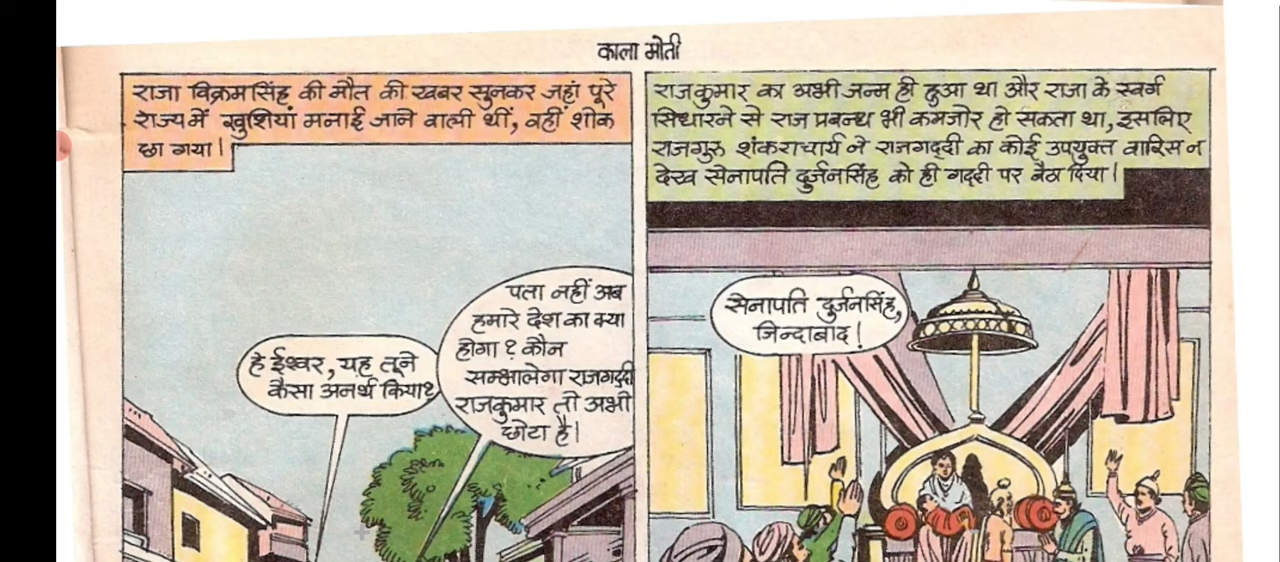 काला मोती
राजा विक्रमसिंह की मौत की खबर सुनकर जहां पूरे
राज्य में खुशियां मनाई जाने वाली थीं, वहीं शोक
छा गया।
हे ईश्वर, यह तूने
कैसा अनर्थ किया?
पता नहीं अब
हमारे देश का क्या
होगा? कौन
सम्भालेगा राजगद्दी
राजकुमार तो अभी
छोटा है।
राजकुमार का अभी जन्म ही हुआ था और राजा के स्वर्ग
सिधारने से राज प्रबन्ध भी कमजोर हो सकता था, इसलिए
राजगुरु शंकराचार्य ने राजगद्दी का कोई उपयुक्त वारिस न
देख सेनापति दुर्जनसिंह को ही गद्दी पर बैठा दिया।
सेनापति दुर्जनसिंह,
जिन्दाबाद!